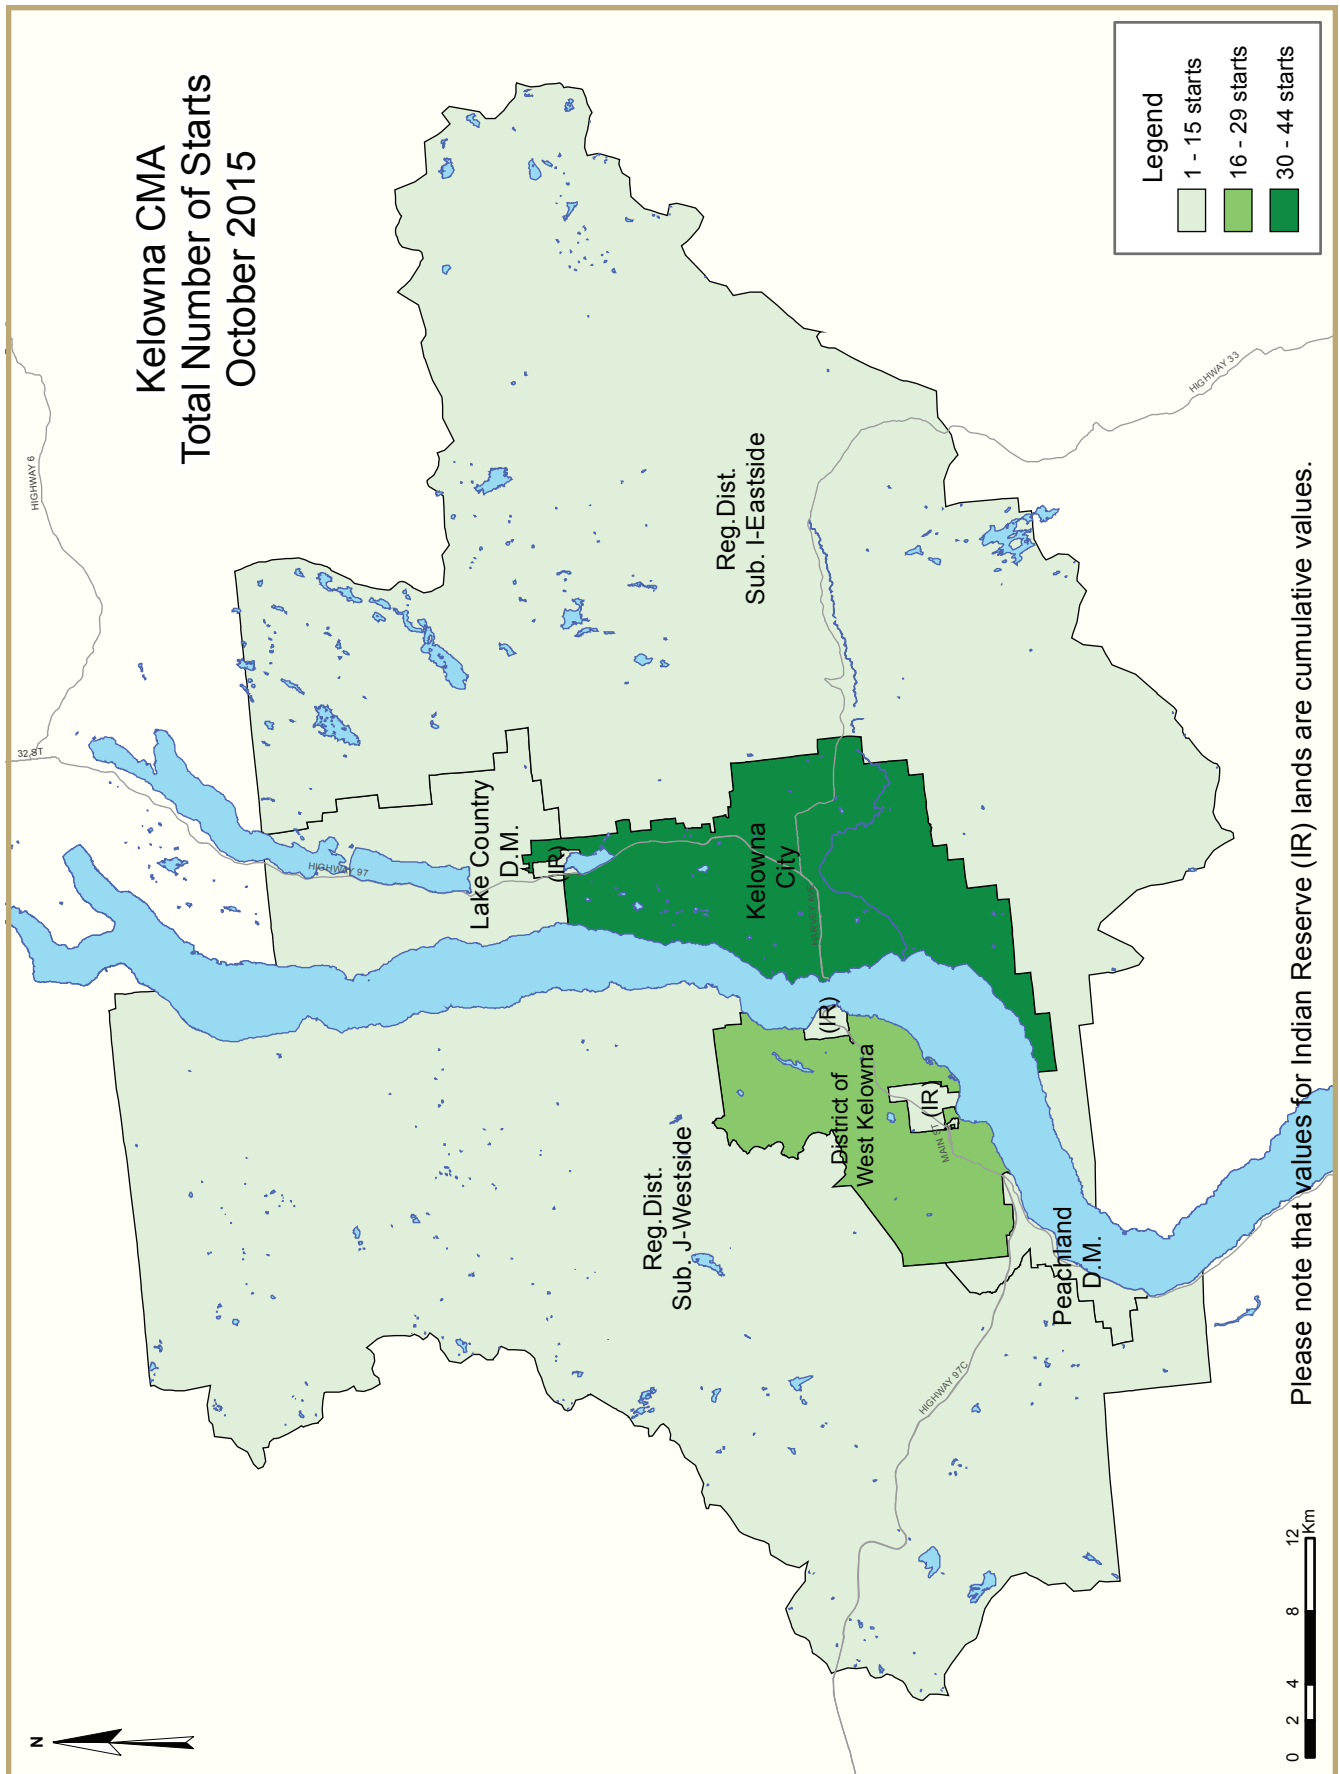 Kelowna CMA
Total Number of Starts
October 2015
N
HIGHWAY 6
32 ST
HIGHWAY 97
Lake Country
D.M.
(IR)
Reg.Dist.
Sub. I-Eastside
Kelowna
City
HIGHWAY 33
Reg.Dist.
Sub. J-Westside
District of
West Kelowna
(IR)
(IR)
MAIN ST
Peachland
D.M.
HIGHWAY 97C
Legend
1 - 15 starts
16 - 29 starts
30 - 44 starts
0 2 4 8 12
Km
Please note that values for Indian Reserve (IR) lands are cumulative values.